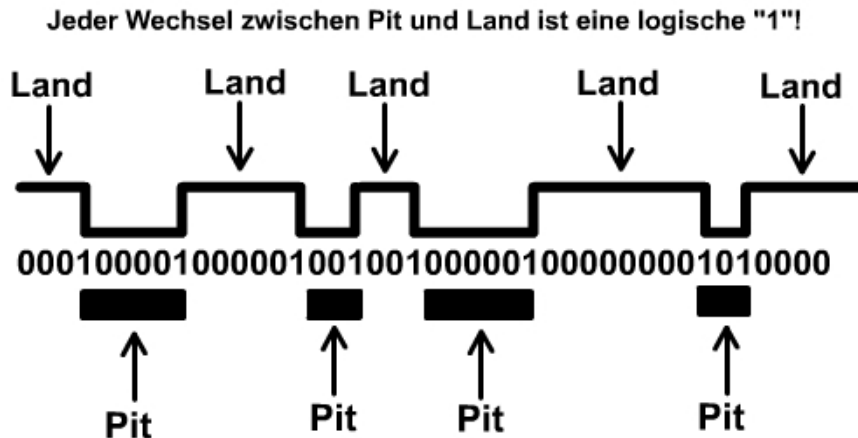 Jeder Wechsel zwischen Pit und Land ist eine logische "1"!
Land Land Land Land Land
000100001000001001001000001000000001010000
Pit Pit Pit Pit